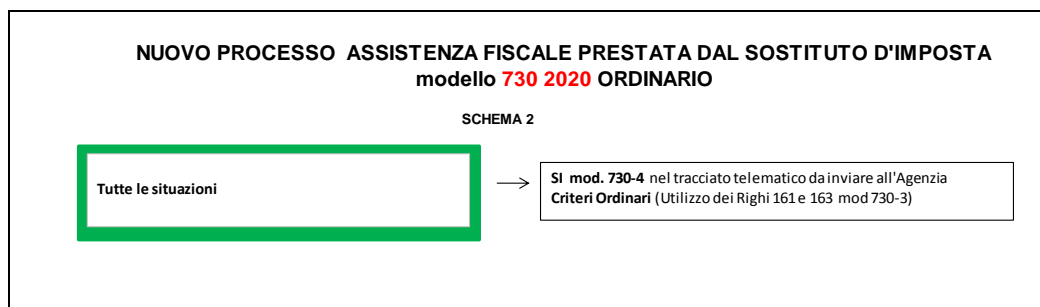 NUOVO PROCESSO ASSISTENZA FISCALE PRESTATA DAL SOSTITUTO D'IMPOSTA
modello 730 2020 ORDINARIO
SCHEMA 2
Tutte le situazioni
SI mod. 730-4 nel tracciato telematico da inviare all'Agenzia
Criteri Ordinari (Utilizzo dei Righi 161 e 163 mod 730-3)